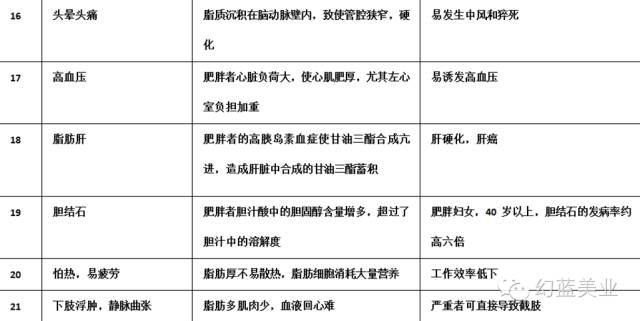 16 头晕头痛 脂质沉积在脑动脉壁内，致使管腔狭窄，硬 易发生中风和猝死
化
17 高血压 肥胖者心脏负荷大，使心肌肥厚，尤其左心 易诱发高血压
室负担加重
18 脂肪肝 肥胖者的高胰岛素血症使甘油三酯合成亢 肝硬化，肝癌
进，造成肝脏中合成的甘油三酯蓄积
19 胆结石 肥胖者胆汁酸中的胆固醇含量增多，超过了 肥胖妇女，40 岁以上，胆结石的发病率约
胆汁中的溶解度 高六倍
20 怕热，易疲劳 脂肪厚不易散热，脂肪细胞消耗大量营养 工作效率低下
21 下肢浮肿，静脉曲张 脂肪多肌肉少，血液回心难 严重者可直接导致截肢
幻蓝美业